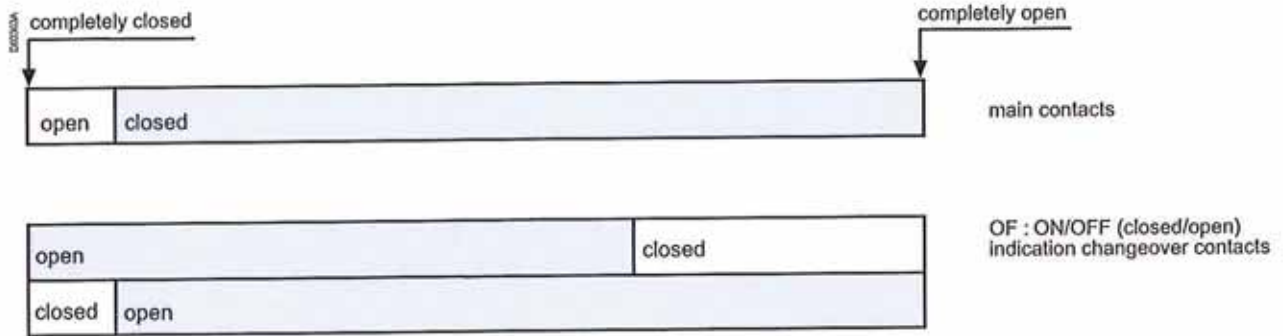 completely closed
completely open
open
closed
main contacts
open
closed
OF : ON/OFF (closed/open)
indication changeover contacts
closed
open